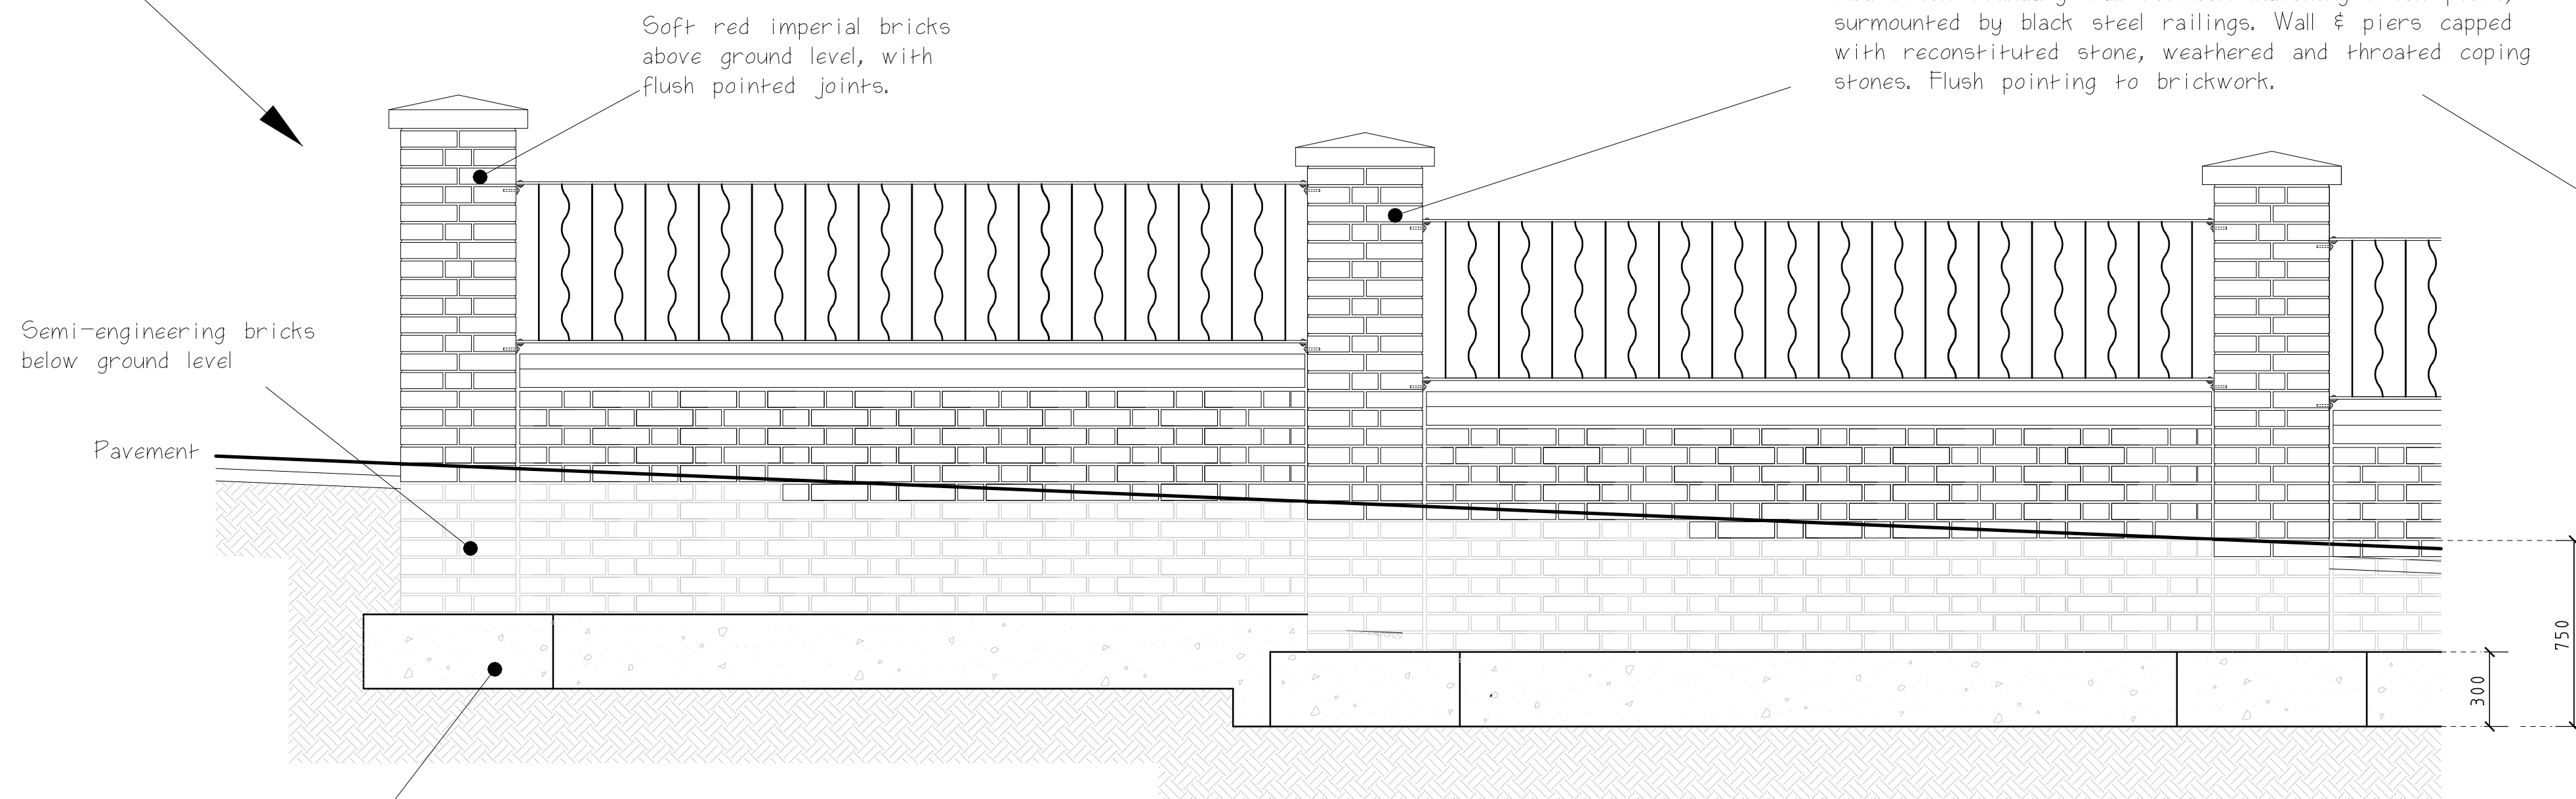 Soft red imperial bricks
above ground level, with
flush pointed joints.
surmounted by black steel railings. Wall & piers capped
with reconstituted stone, weathered and throated coping
stones. Flush pointing to brickwork.
Semi-engineering bricks
below ground level
Pavement
300
750